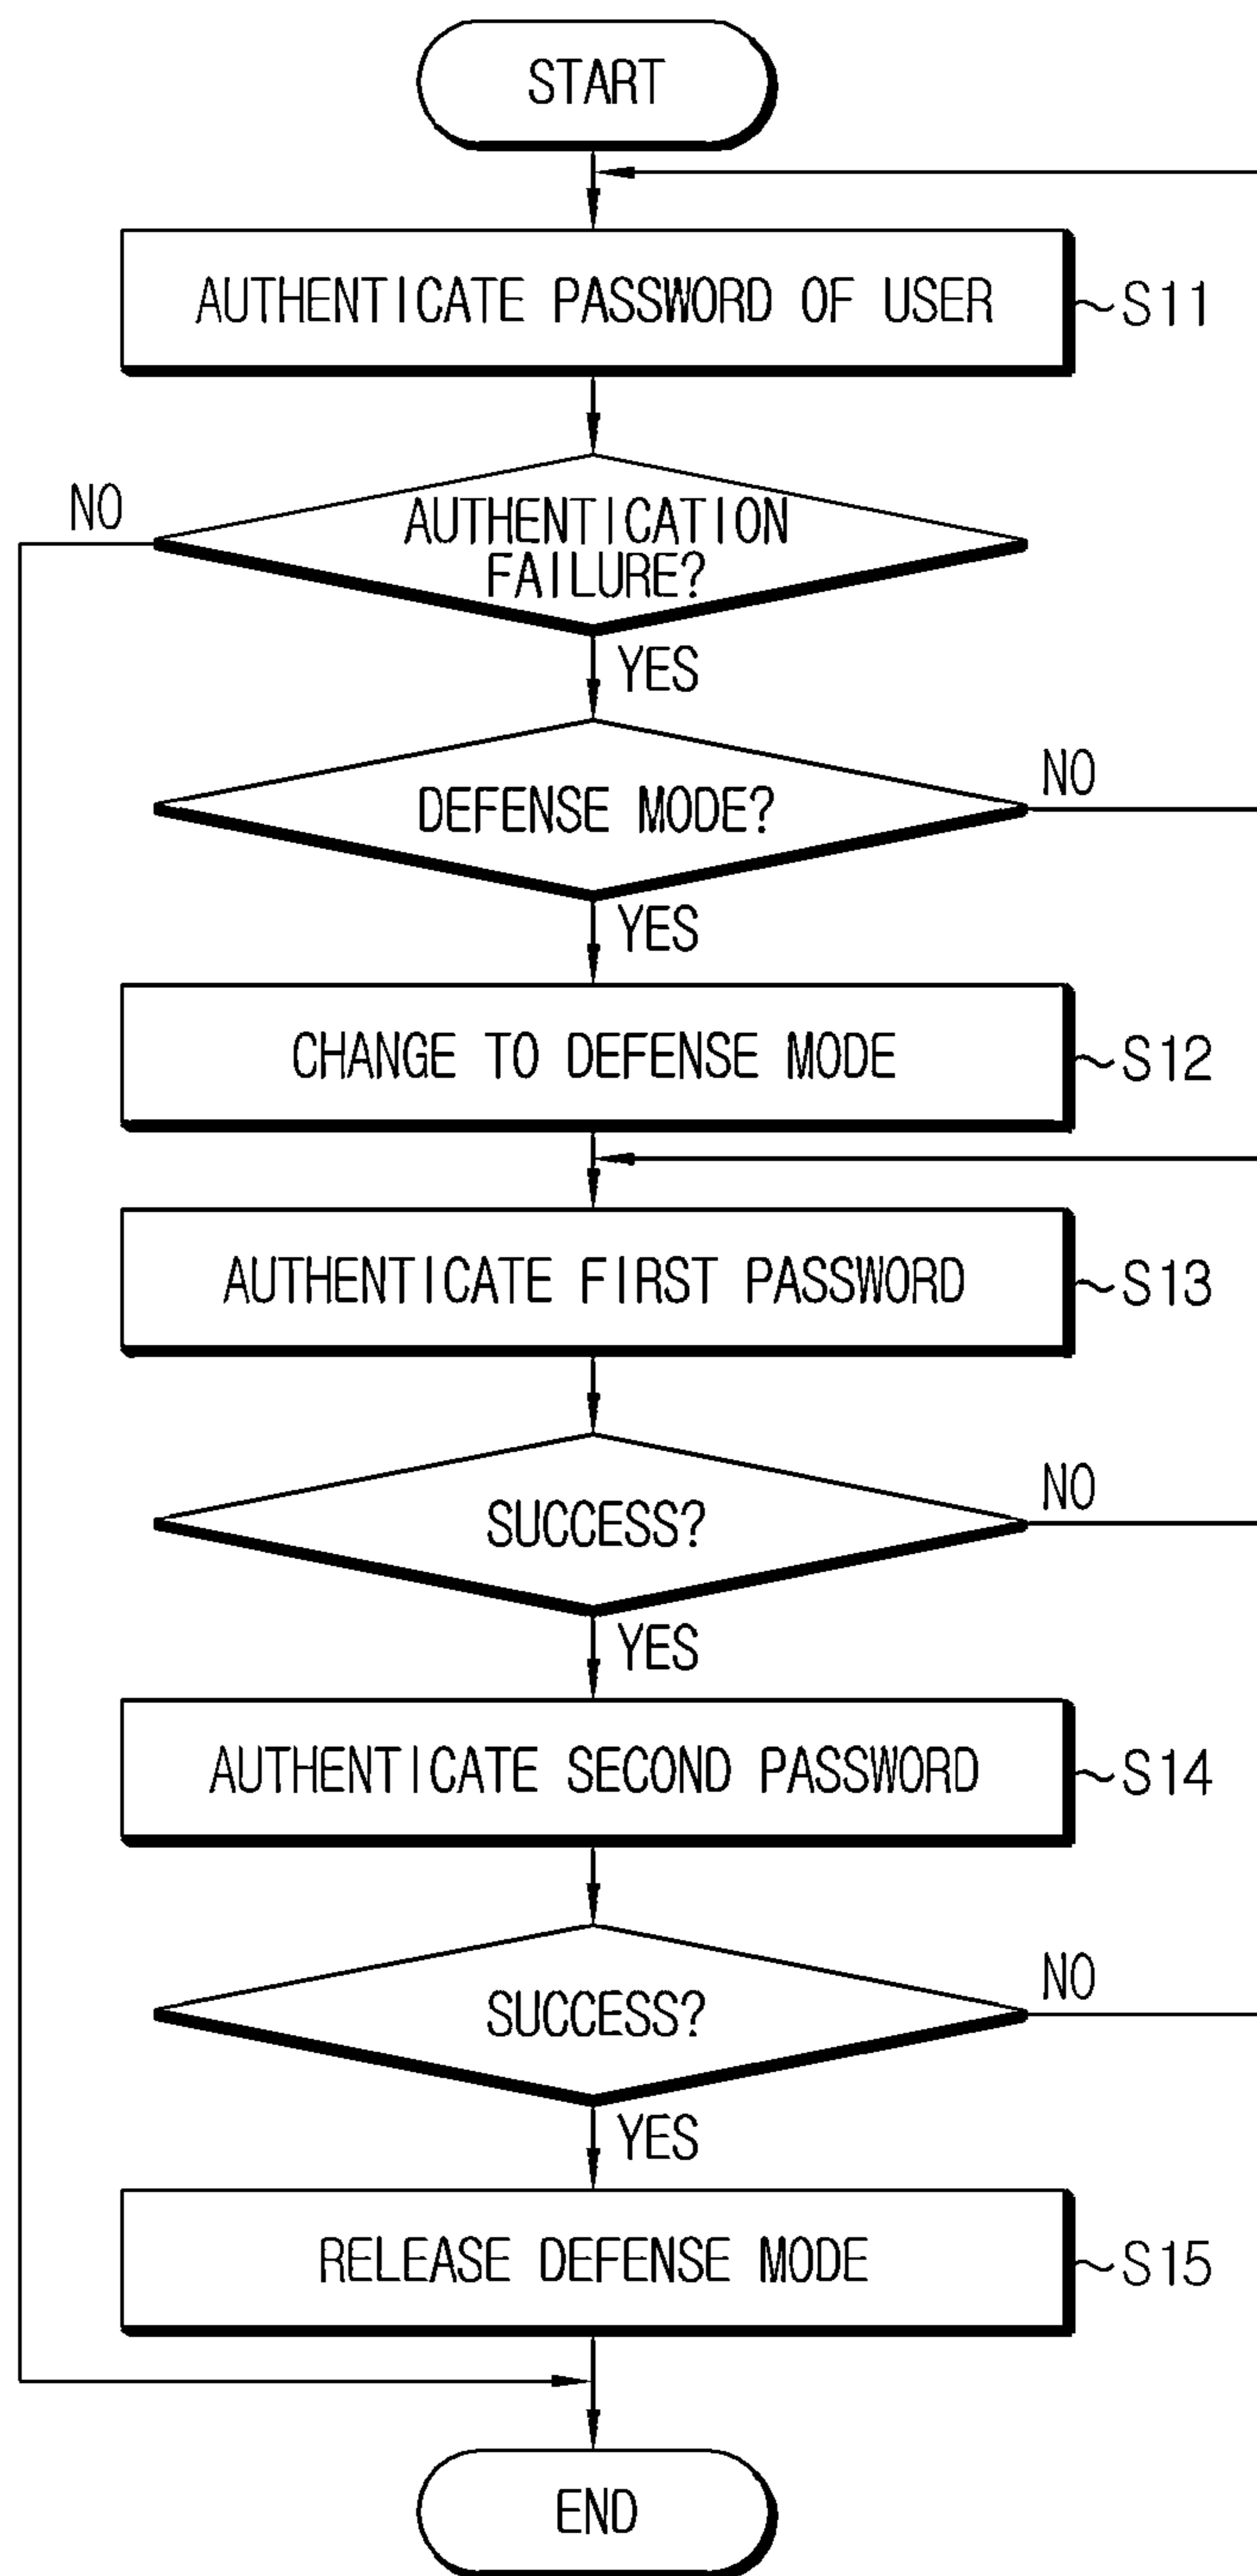 START
AUTHENTICATE PASSWORD OF USER
S11
NO
AUTHENTICATION
FAILURE?
YES
DEFENSE MODE?
NO
YES
CHANGE TO DEFENSE MODE
S12
AUTHENTICATE FIRST PASSWORD
S13
SUCCESS?
NO
YES
AUTHENTICATE SECOND PASSWORD
S14
SUCCESS?
NO
YES
RELEASE DEFENSE MODE
S15
END